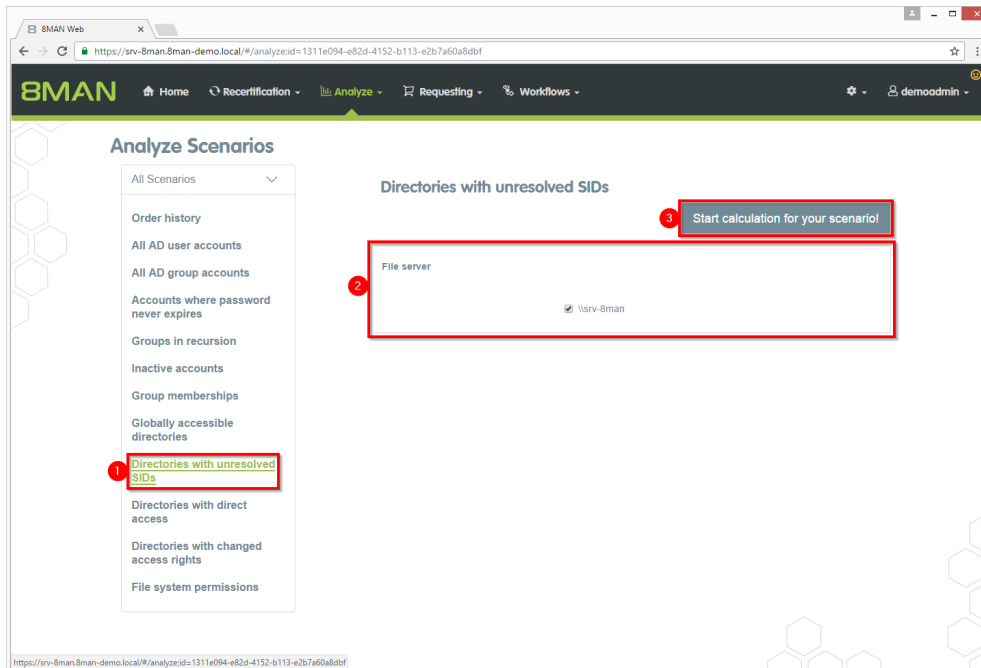 8MAN Web
https://srv-8man.8man-demo.local/#/analyze;id=1311e094-e82d-4152-b113-e2b7a60a8dbf
8MAN Home Recertification Analyze Requesting Workflows demoadmin
Analyze Scenarios
All Scenarios
Order history
All AD user accounts
All AD group accounts
Accounts where password
never expires
Groups in recursion
Inactive accounts
Group memberships
Globally accessible
directories
1
Directories with unresolved
SIDs
Directories with direct
access
Directories with changed
access rights
File system permissions
Directories with unresolved SIDs
3
Start calculation for your scenario!
2
File server
\\srv-8man
https://srv-8man.8man-demo.local/#/analyze;id=1311e094-e82d-4152-b113-e2b7a60a8dbf